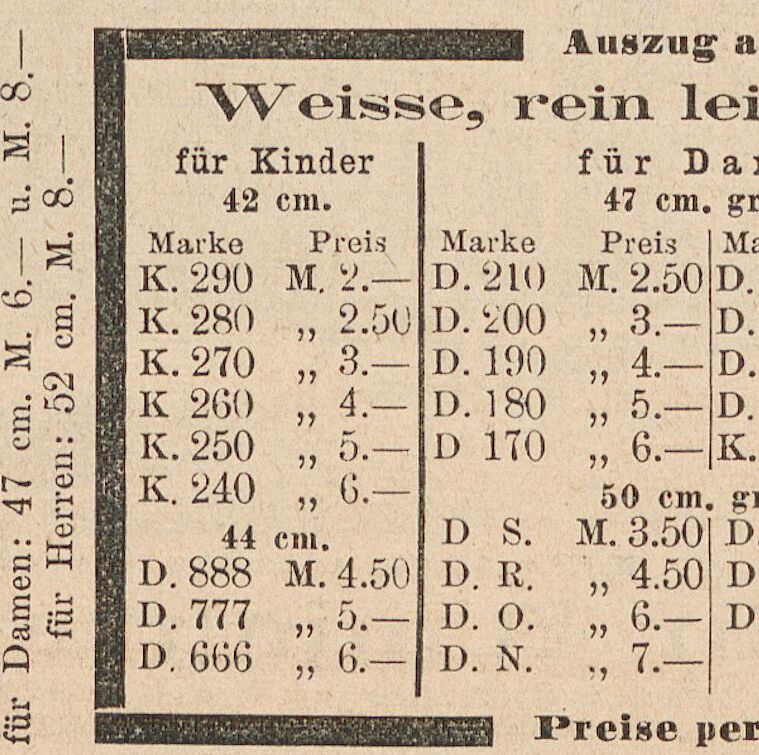 für Damen: 47 cm. M. 6.— u. M. 8.—
für Herren: 52 cm. M. 8.—
Auszug
Weisse, rein
für Kinder
42 cm.
Marke Preis
K. 290 M. 2.—
K. 280 „ 2.50
K. 270 „ 3.—
K 260 „ 4.—
K. 250 „ 5.—
K. 240 „ 6.—
44 cm.
D. 888 M. 4.50
D. 777 „ 5.—
D. 666 „ 6.—
für
47 cm.
Marke Preis
D. 210 M. 2.50 D.
D. 200 „ 3.— D.
D. 190 „ 4.— D.
D. 180 „ 5.— D.
D 170 „ 6.— K.
50 cm.
D S. M. 3.50 D.
D. R. „ 4.50 D
D. O. „ 6.— D
D. N. „ 7.—
Preise per